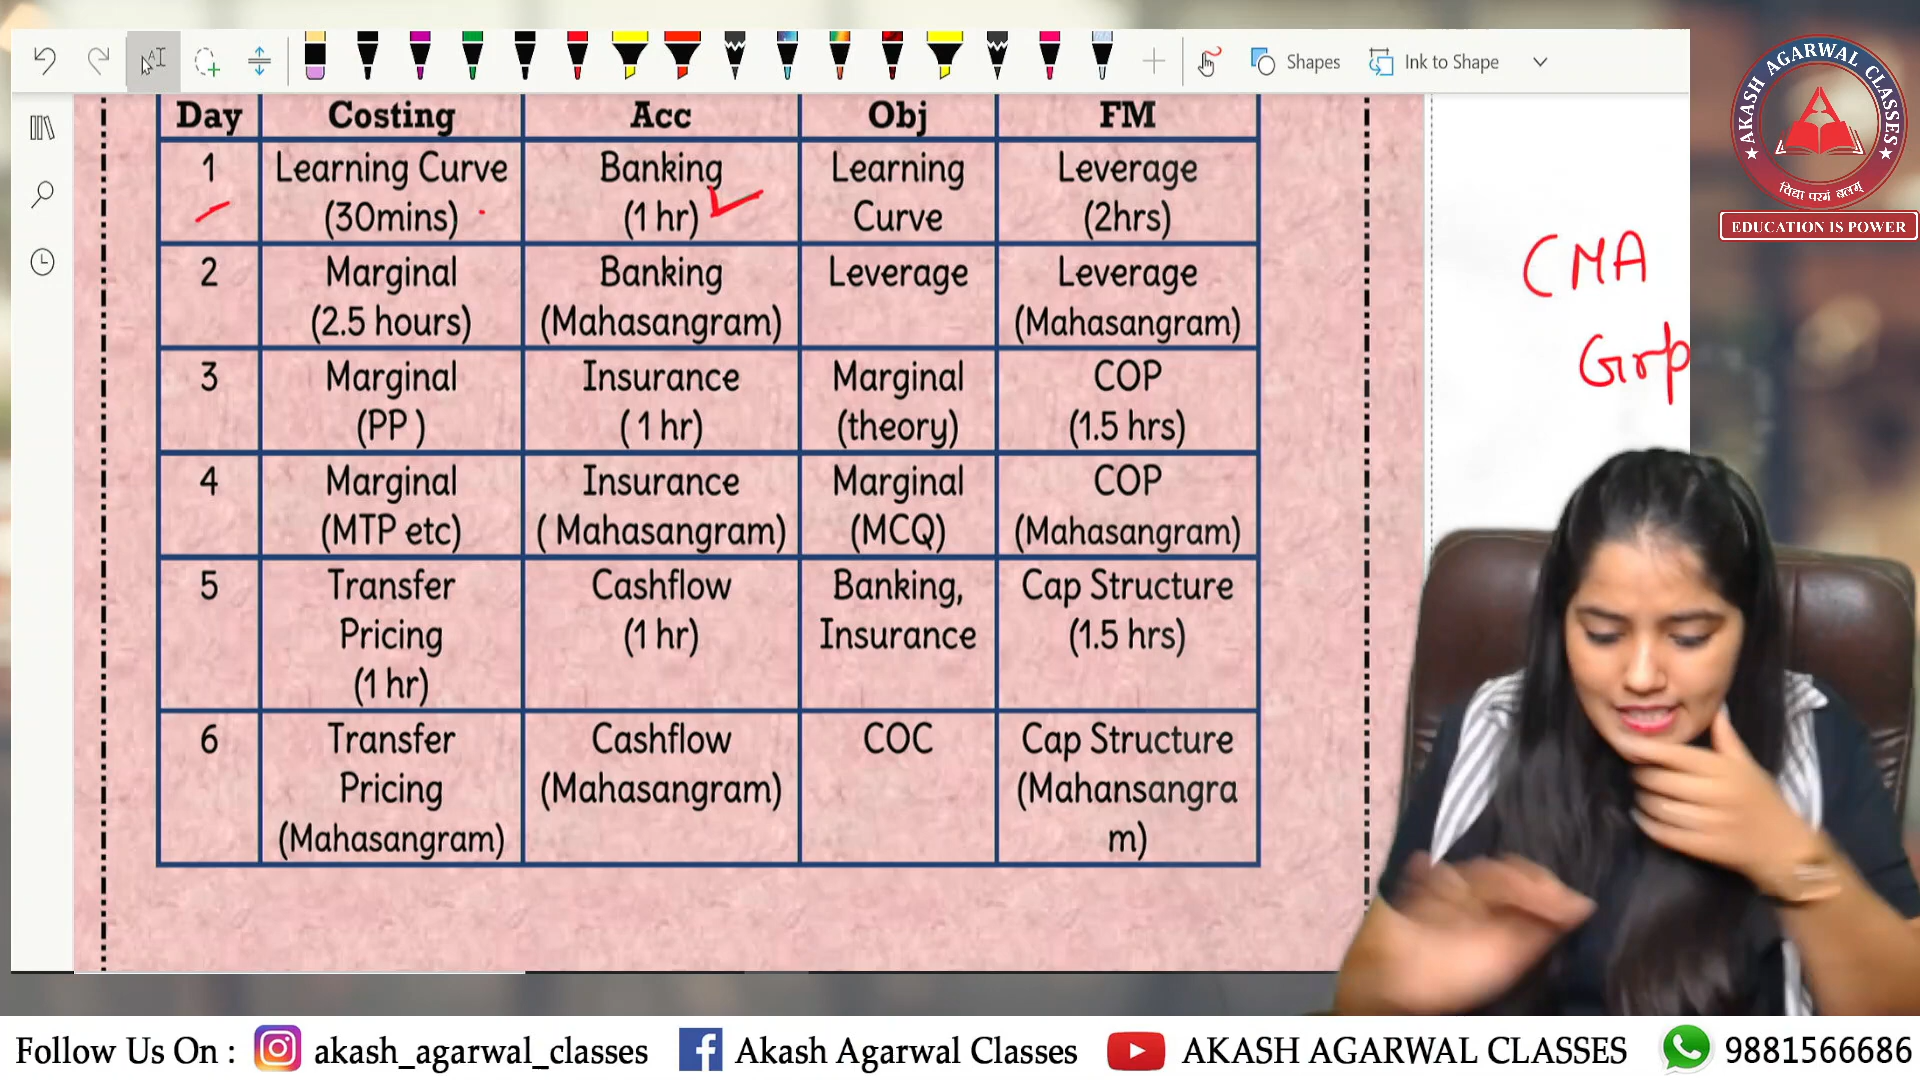 Shapes
Ink to Shape
AKASH AGARWAL CLASSES
विद्या परमं बलम्
EDUCATION IS POWER
Day Costing Acc Obj FM
1 Learning Curve (30mins) Banking (1 hr) Learning Curve Leverage (2hrs)
2 Marginal (2.5 hours) Banking (Mahasangram) Leverage Leverage (Mahasangram)
3 Marginal (PP ) Insurance ( 1 hr) Marginal (theory) COP (1.5 hrs)
4 Marginal (MTP etc) Insurance ( Mahasangram) Marginal (MCQ) COP (Mahasangram)
5 Transfer Pricing (1 hr) Cashflow (1 hr) Banking, Insurance Cap Structure (1.5 hrs)
6 Transfer Pricing (Mahasangram) Cashflow (Mahasangram) COC Cap Structure (Mahansangra m)
CMA
Grp
Follow Us On : akash_agarwal_classes Akash Agarwal Classes AKASH AGARWAL CLASSES 9881566686